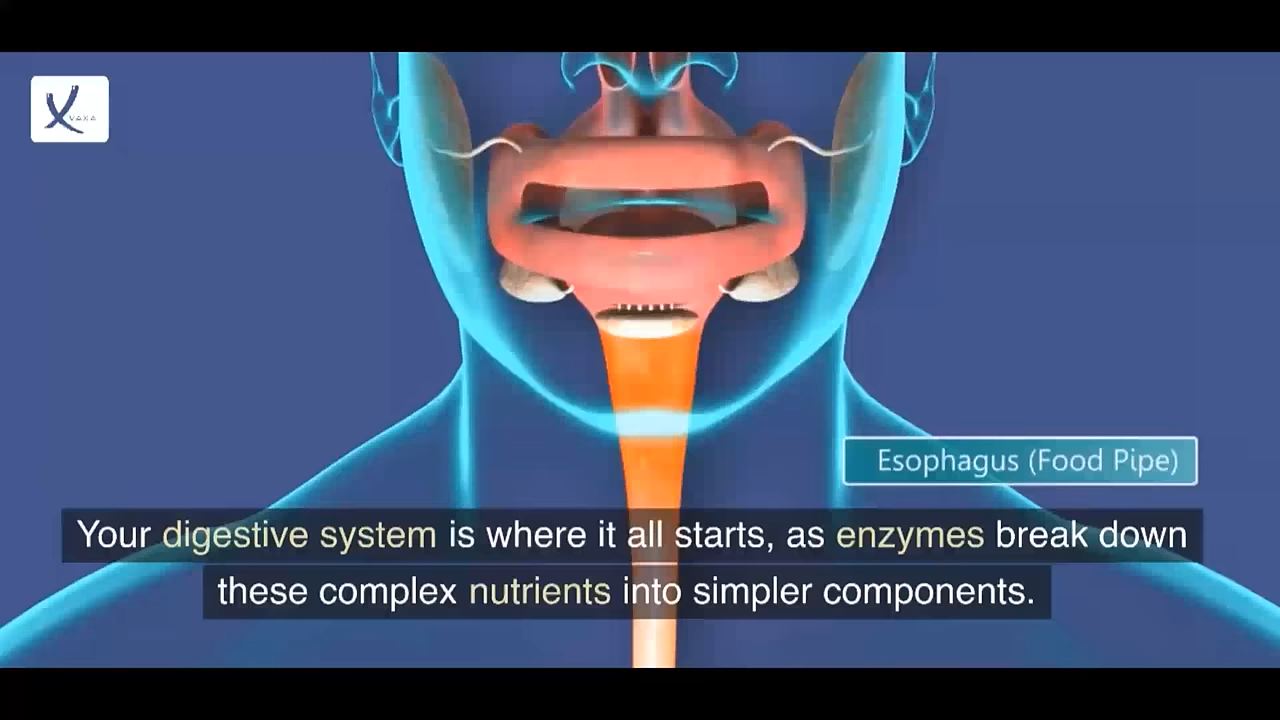 XVAXA
Esophagus (Food Pipe)
Your digestive system is where it all starts, as enzymes break down
these complex nutrients into simpler components.